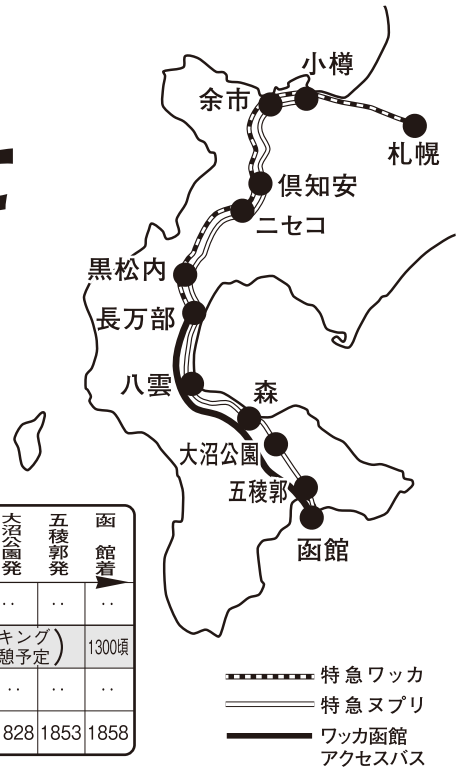 小樽
余市
札幌
倶知安
ニセコ
黒松内
長万部
八雲
森
大沼公園
五稜郭
函館
大沼公園発 五稜郭発 函館着
‥ ‥ ‥
キング
憩予定） 1300頃
‥ ‥ ‥
828 1853 1858
特急ワッカ
特急ヌプリ
ワッカ函館
アクセスバス